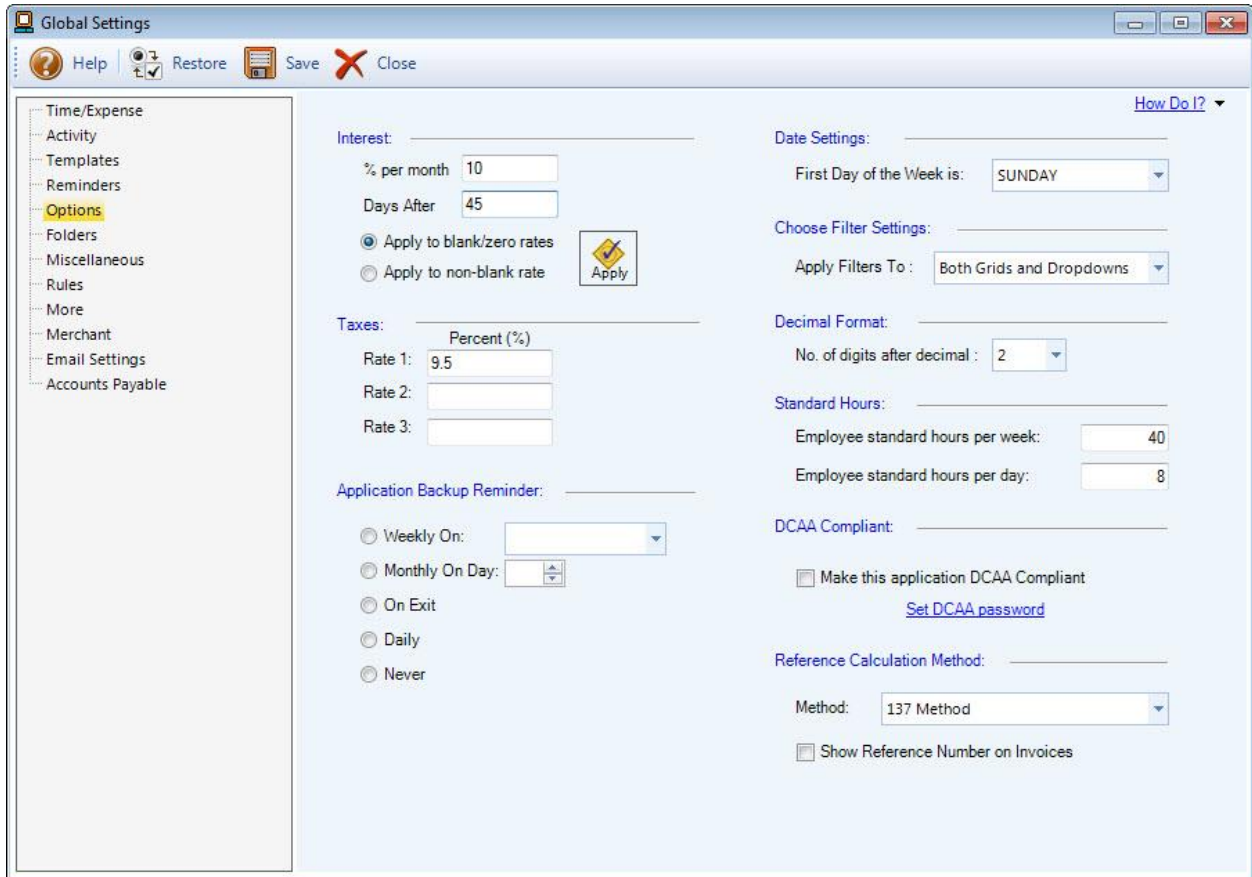 Global Settings
Help Restore Save Close
Time/Expense
Activity
Templates
Reminders
Options
Folders
Miscellaneous
Rules
More
Merchant
Email Settings
Accounts Payable
How Do I?
Interest:
% per month 10
Days After 45
Apply to blank/zero rates
Apply to non-blank rate
Apply
Taxes:
Percent (%)
Rate 1: 9.5
Rate 2:
Rate 3:
Application Backup Reminder:
Weekly On:
Monthly On Day:
On Exit
Daily
Never
Date Settings:
First Day of the Week is: SUNDAY
Choose Filter Settings:
Apply Filters To : Both Grids and Dropdowns
Decimal Format:
No. of digits after decimal : 2
Standard Hours:
Employee standard hours per week: 40
Employee standard hours per day: 8
DCAA Compliant:
Make this application DCAA Compliant
Set DCAA password
Reference Calculation Method:
Method: 137 Method
Show Reference Number on Invoices